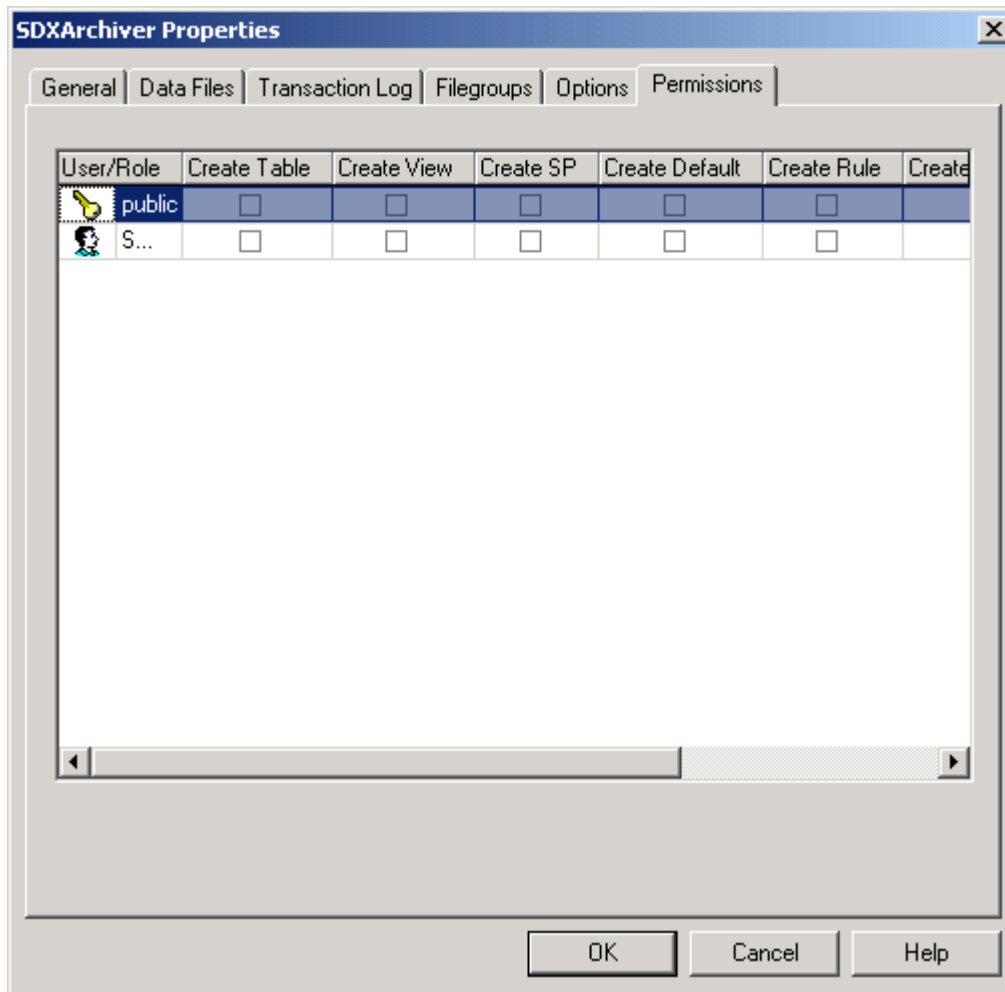 SDXArchiver Properties
General Data Files Transaction Log Filegroups Options Permissions
User/Role Create Table Create View Create SP Create Default Create Rule Create
public
S...
OK Cancel Help